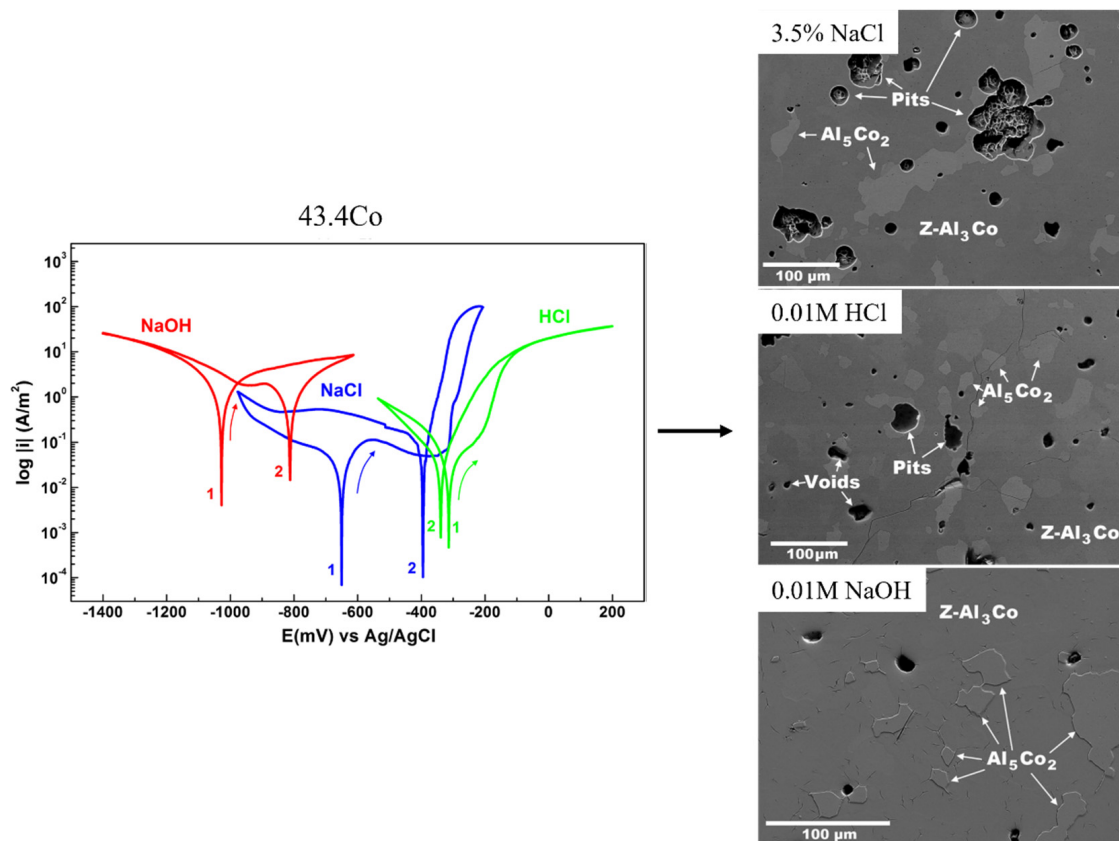 43.4Co
10³
10²
10¹
10⁰
10⁻¹
10⁻²
10⁻³
10⁻⁴
log |i| (A/m²)
NaOH
NaCl
HCl
1
2
1
2
2
1
-1400
-1200
-1000
-800
-600
-400
-200
0
200
E(mV) vs Ag/AgCl
3.5% NaCl
Pits
Al₅Co₂
Z-Al₃Co
100 µm
0.01M HCl
Al₅Co₂
Pits
Voids
100µm
Z-Al₃Co
0.01M NaOH
Z-Al₃Co
Al₅Co₂
100 µm